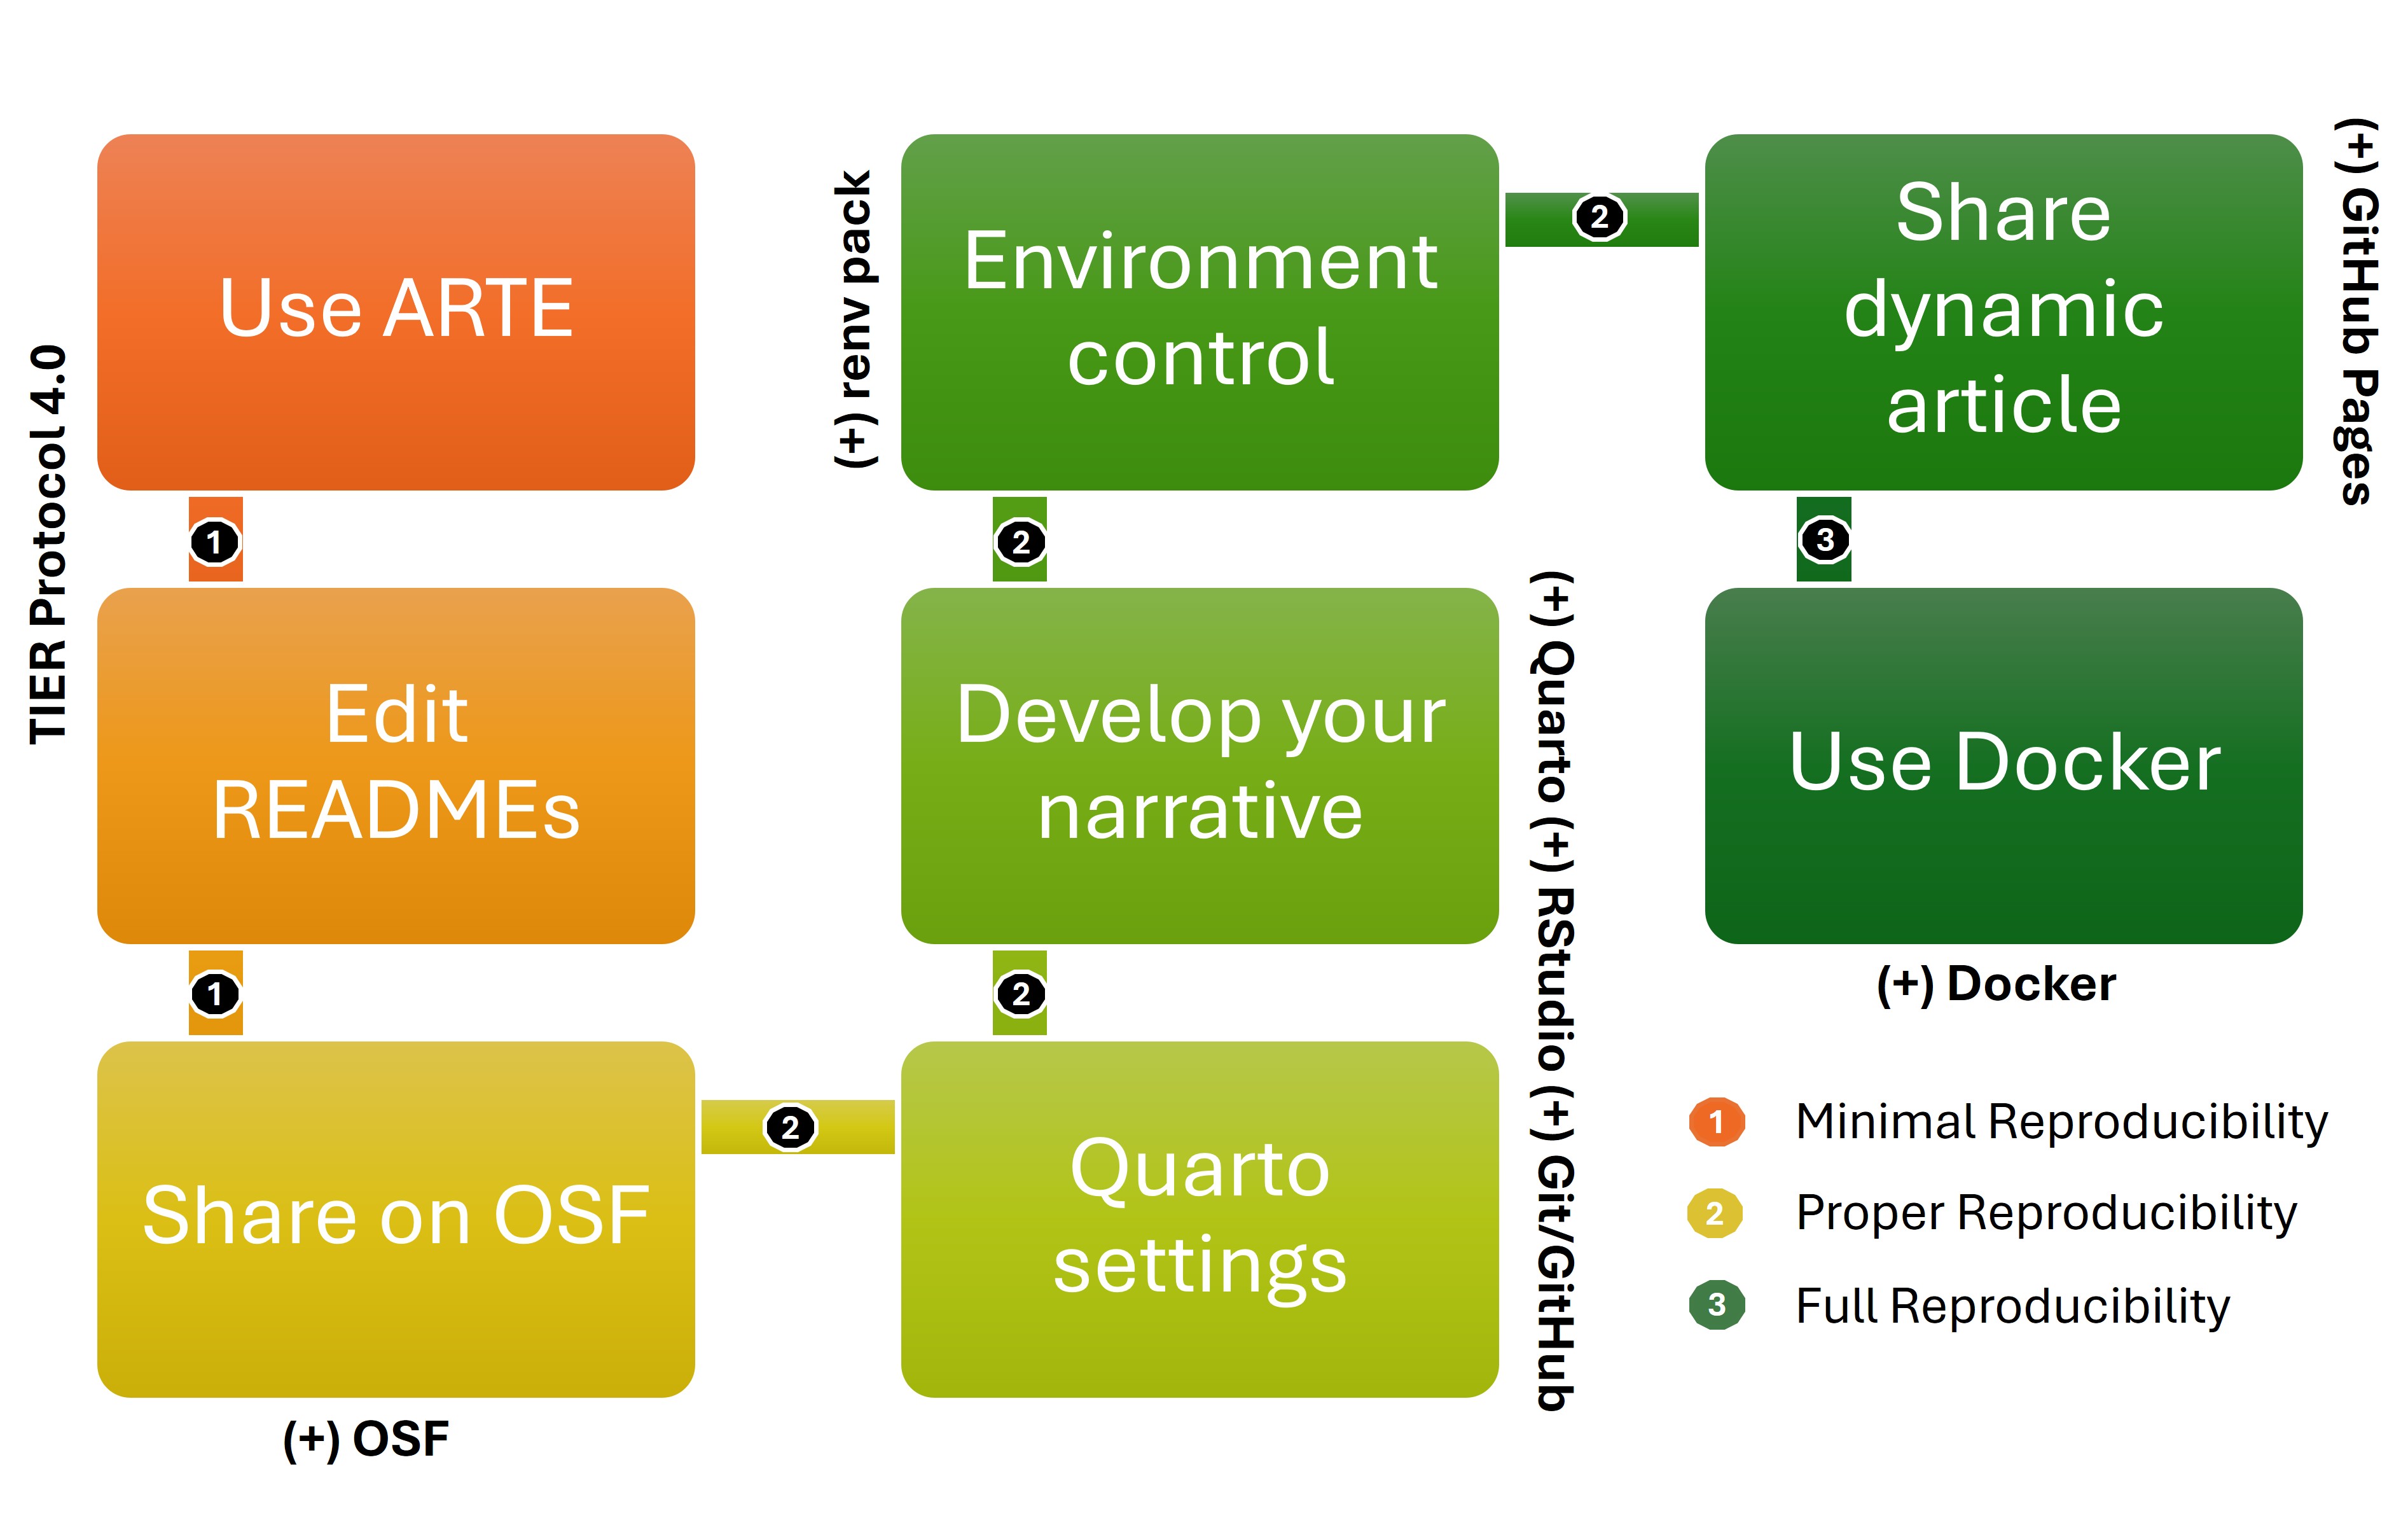 TIER Protocol 4.0
Use ARTE
1
Edit
READMEs
1
Share on OSF
(+) OSF
2
Quarto
settings
2
Develop your
narrative
(+) Quarto (+) RStudio (+) Git/GitHub
2
Environment
control
(+) renv pack
2
Share
dynamic
article
(+) GitHub Pages
3
Use Docker
(+) Docker
1 Minimal Reproducibility
2 Proper Reproducibility
3 Full Reproducibility